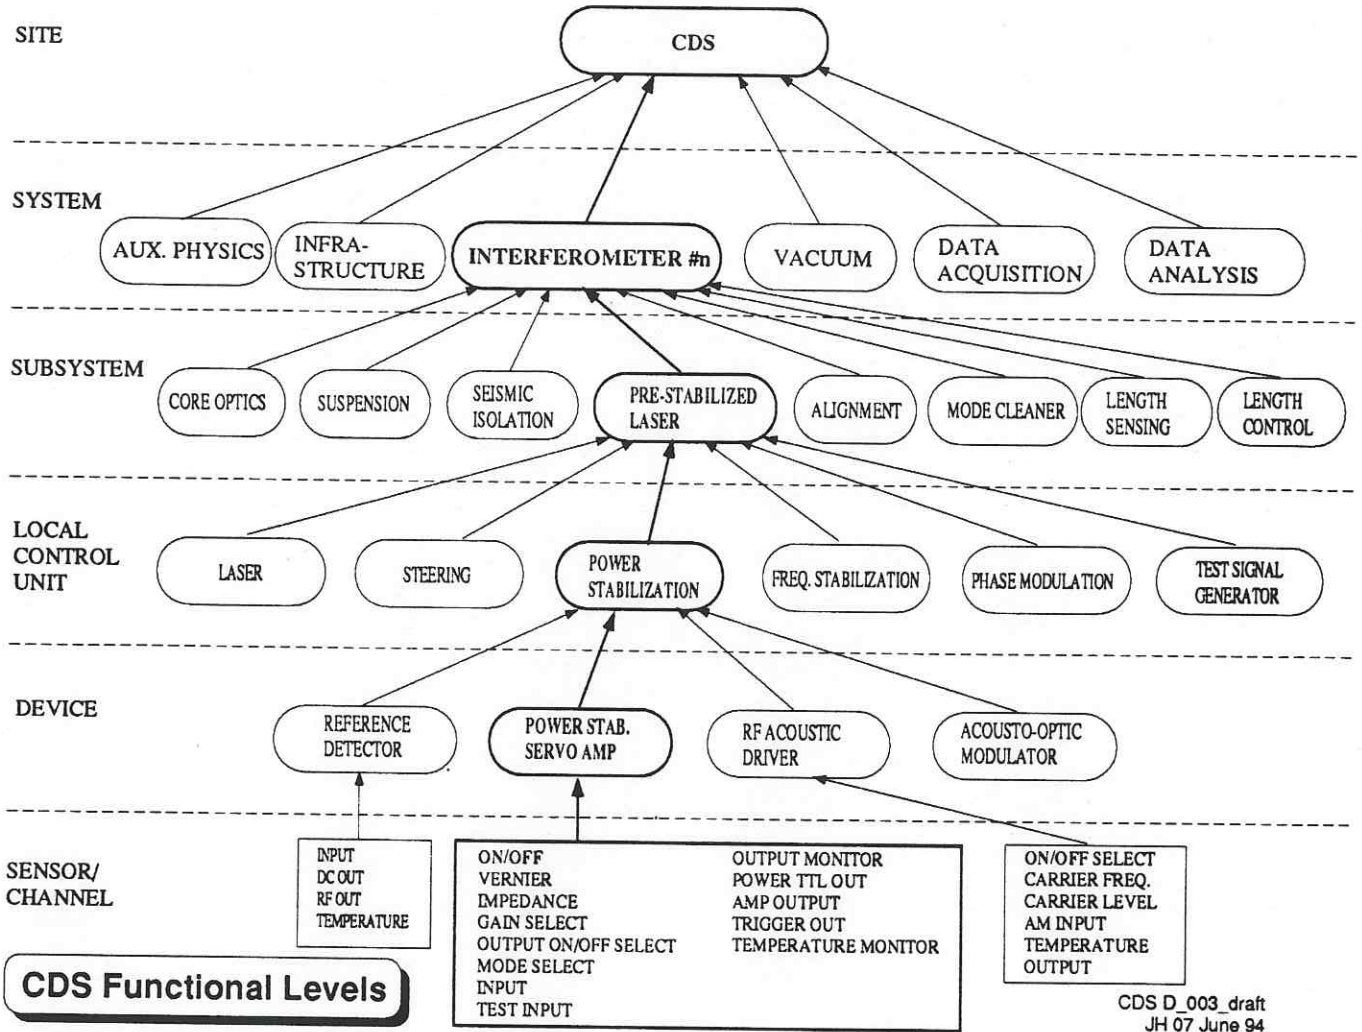 SITE
CDS
SYSTEM
AUX. PHYSICS
INFRA-
STRUCTURE
INTERFEROMETER #n
VACUUM
DATA
ACQUISITION
DATA
ANALYSIS
SUBSYSTEM
CORE OPTICS
SUSPENSION
SEISMIC
ISOLATION
PRE-STABILIZED
LASER
ALIGNMENT
MODE CLEANER
LENGTH
SENSING
LENGTH
CONTROL
LOCAL
CONTROL
UNIT
LASER
STEERING
POWER
STABILIZATION
FREQ. STABILIZATION
PHASE MODULATION
TEST SIGNAL
GENERATOR
DEVICE
REFERENCE
DETECTOR
POWER STAB.
SERVO AMP
RF ACOUSTIC
DRIVER
ACOUSTO-OPTIC
MODULATOR
SENSOR/
CHANNEL
INPUT
DC OUT
RF OUT
TEMPERATURE
ON/OFF
VERNIER
IMPEDANCE
GAIN SELECT
OUTPUT ON/OFF SELECT
MODE SELECT
INPUT
TEST INPUT
OUTPUT MONITOR
POWER TTL OUT
AMP OUTPUT
TRIGGER OUT
TEMPERATURE MONITOR
ON/OFF SELECT
CARRIER FREQ.
CARRIER LEVEL
AM INPUT
TEMPERATURE
OUTPUT
CDS Functional Levels
CDS D_003_draft
JH 07 June 94